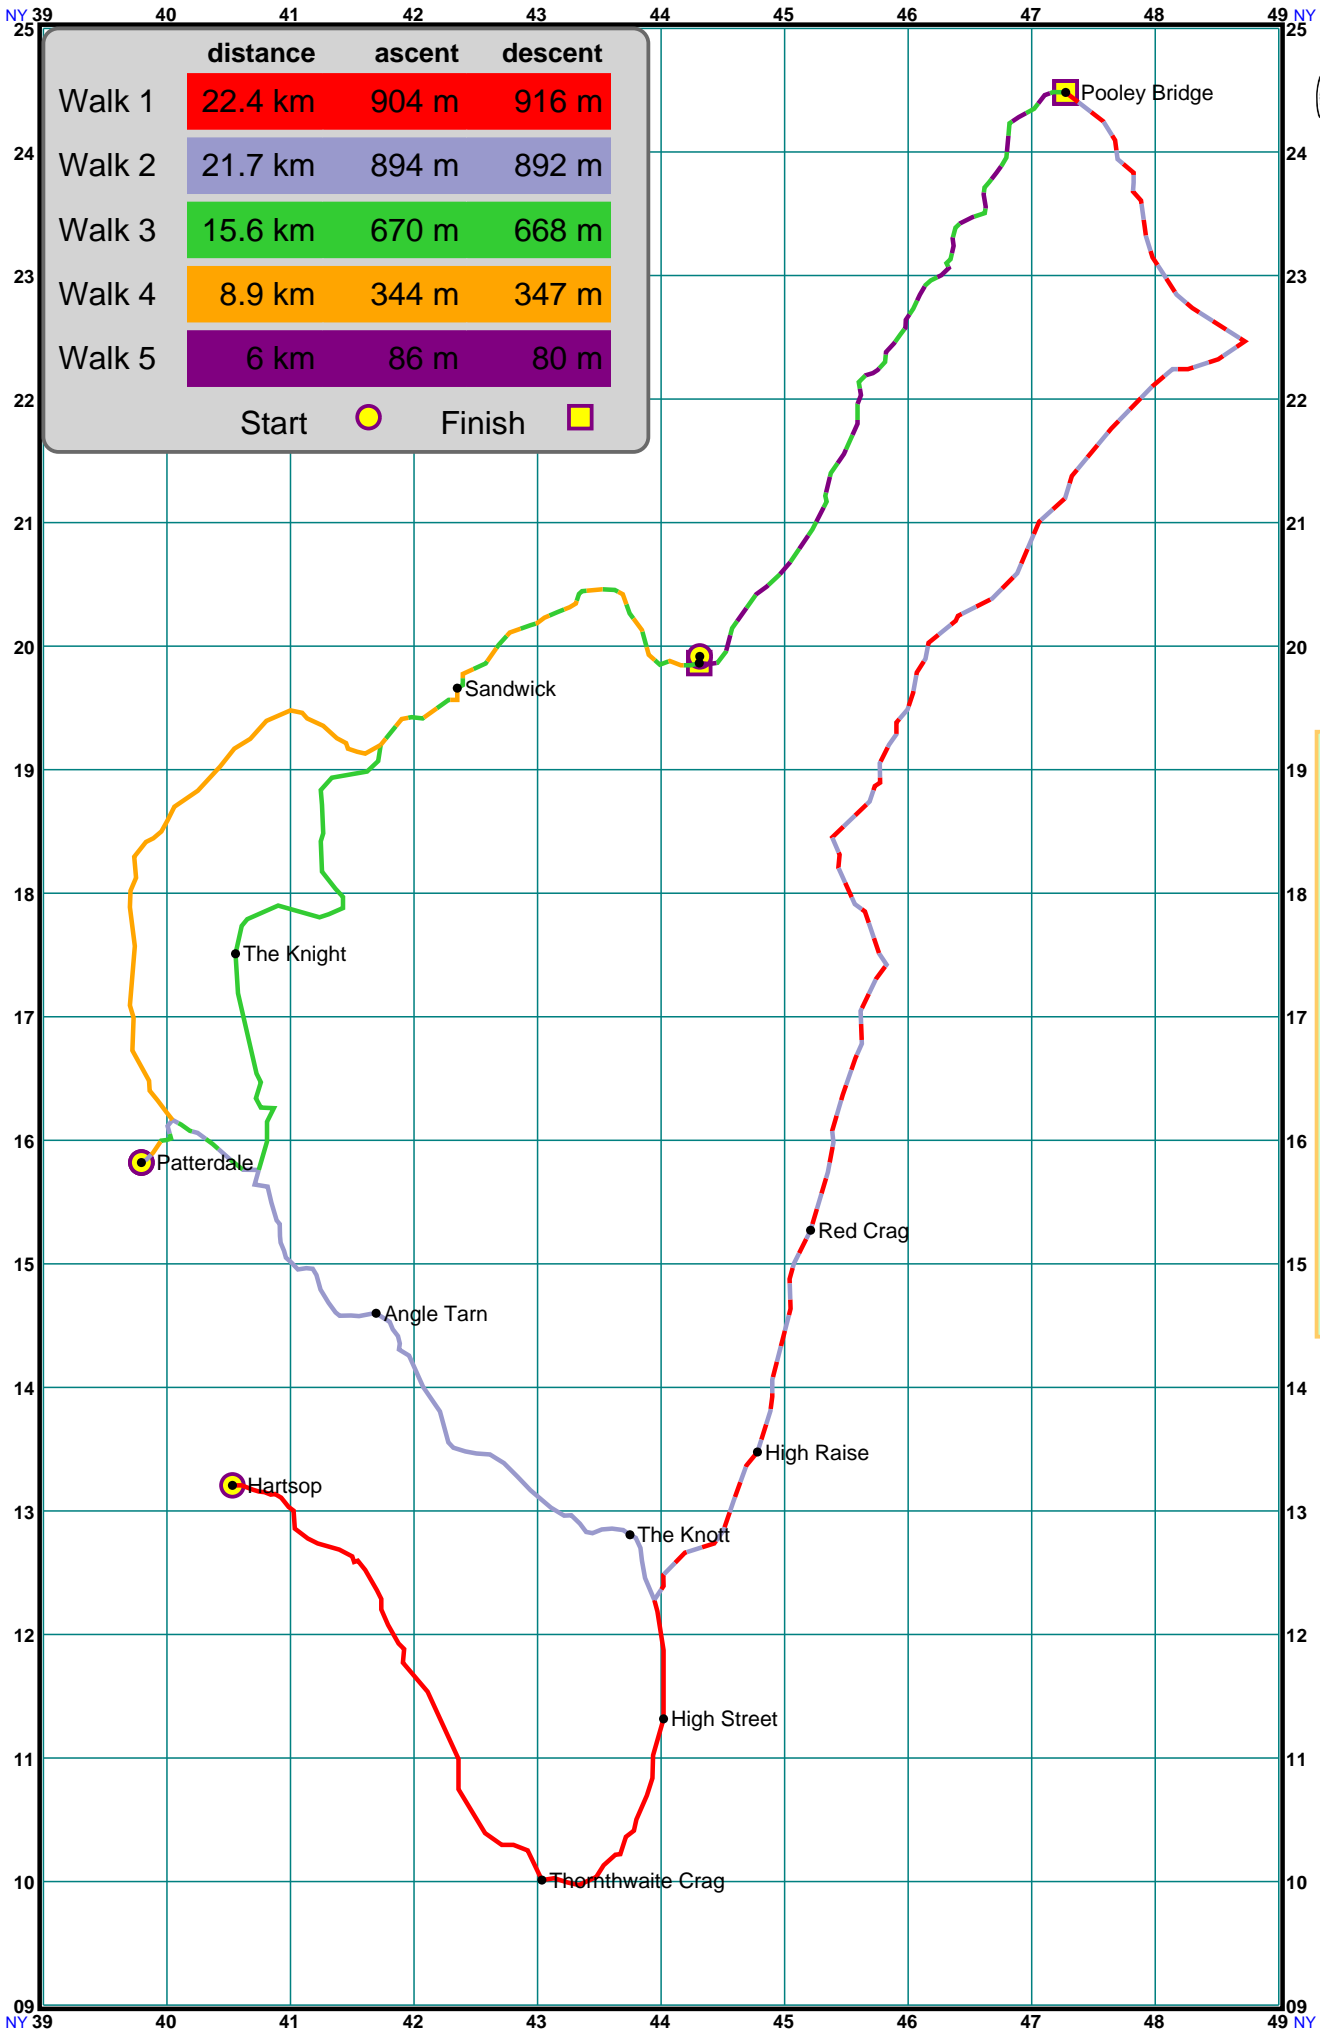 NY 39 40 41 42 43 44 45 46 47 48 49 NY
25 25
distance ascent descent
Walk 1 22.4 km 904 m 916 m
Pooley Bridge
24 24
Walk 2 21.7 km 894 m 892 m
Walk 3 15.6 km 670 m 668 m
23 23
Walk 4 8.9 km 344 m 347 m
Walk 5 6 km 86 m 80 m
22 22
Start Finish
21 21
20 20
Sandwick
19 19
18 18
The Knight
17 17
16 16
Patterdale
Red Crag
15 15
Angle Tarn
14 14
High Raise
Hartsop
13 13
The Knott
12 12
High Street
11 11
Thornthwaite Crag
10 10
09 09
NY 39 40 41 42 43 44 45 46 47 48 49 NY